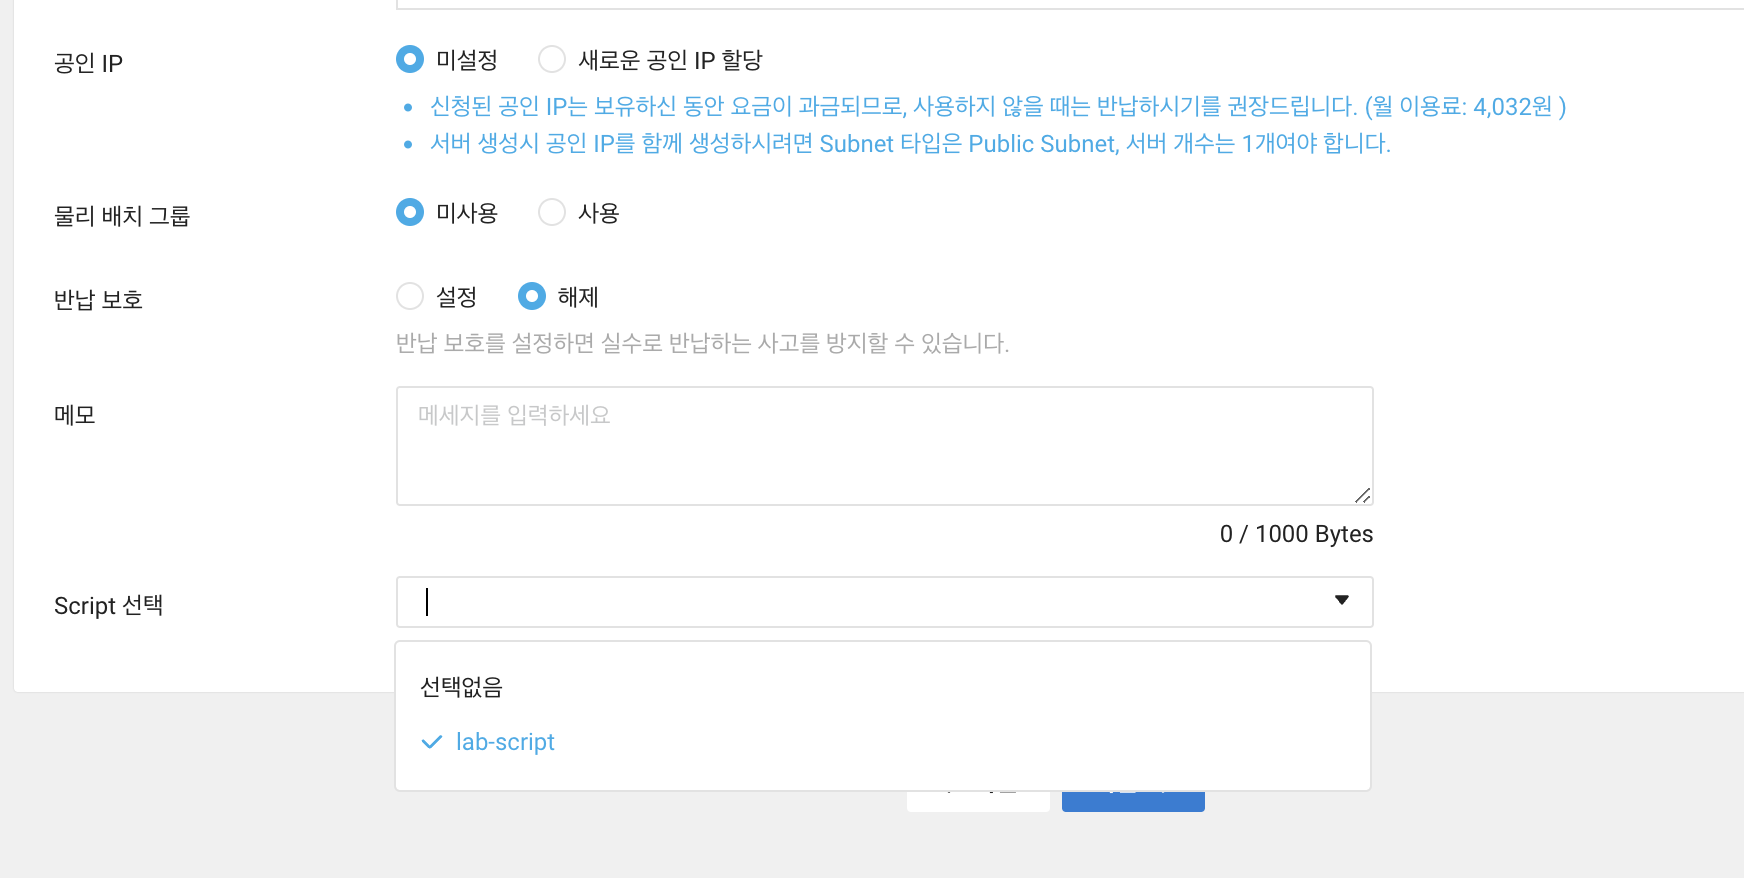 공인 IP
미설정 새로운 공인 IP 할당
신청된 공인 IP는 보유하신 동안 요금이 과금되므로, 사용하지 않을 때는 반납하시기를 권장드립니다. (월 이용료: 4,032원 )
서버 생성시 공인 IP를 함께 생성하시려면 Subnet 타입은 Public Subnet, 서버 개수는 1개여야 합니다.
물리 배치 그룹
미사용 사용
반납 보호
설정 해제
반납 보호를 설정하면 실수로 반납하는 사고를 방지할 수 있습니다.
메모
메세지를 입력하세요
0 / 1000 Bytes
Script 선택
선택없음
lab-script